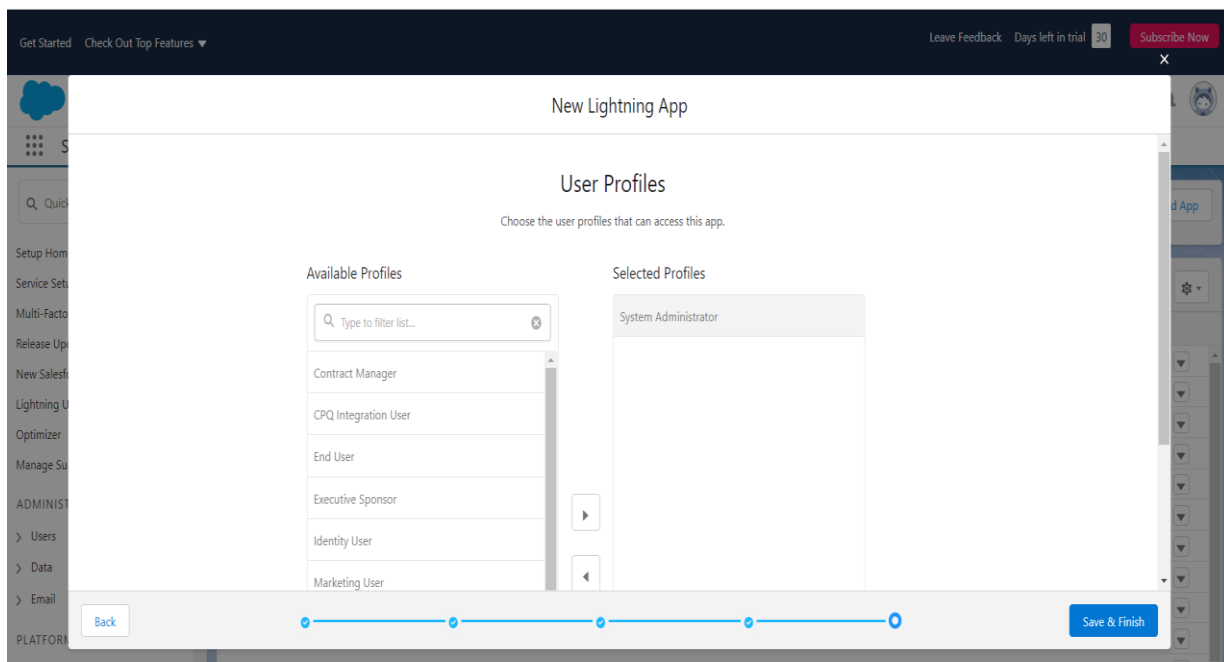 Get Started Check Out Top Features
Leave Feedback Days left in trial 30 Subscribe Now
New Lightning App
User Profiles
Choose the user profiles that can access this app.
Available Profiles
Selected Profiles
Type to filter list...
Contract Manager
CPQ Integration User
End User
Executive Sponsor
Identity User
Marketing User
System Administrator
Back
Save & Finish
S
Quick
Setup Hom
Service Setu
Multi-Facto
Release Upd
New Salesfo
Lightning U
Optimizer
Manage Su
ADMINIST
Users
Data
Email
PLATFORM
d App